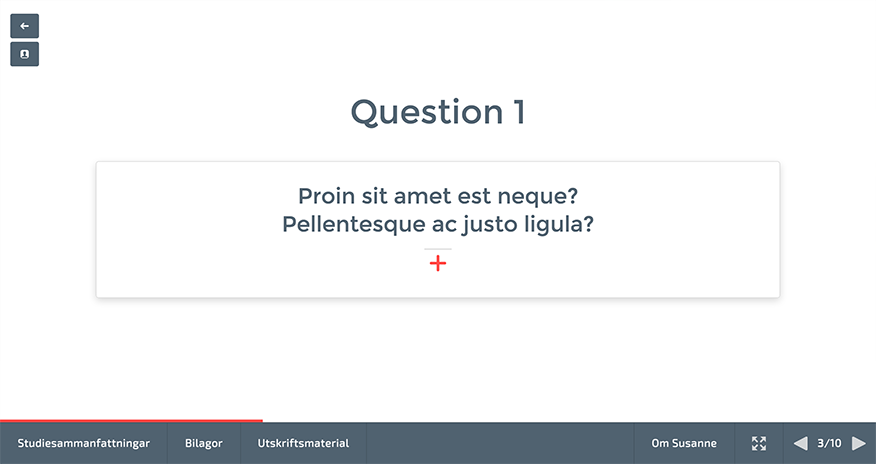 Question 1
Proin sit amet est neque?
Pellentesque ac justo ligula?
Studiesammanfattningar
Bilagor
Utskriftsmaterial
Om Susanne
3/10